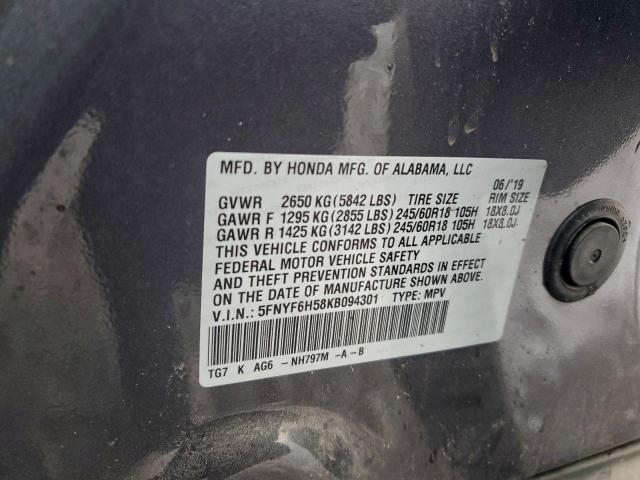 MFD. BY HONDA MFG. OF ALABAMA, LLC
06/'19
GVWR 2650 KG(5842 LBS) TIRE SIZE RIM SIZE
GAWR F 1295 KG(2855 LBS) 245/60R18 105H 18X8.0J
GAWR R 1425 KG(3142 LBS) 245/60R18 105H 18X8.0J
THIS VEHICLE CONFORMS TO ALL APPLICABLE
FEDERAL MOTOR VEHICLE SAFETY
AND THEFT PREVENTION STANDARDS IN EFFECT
ON THE DATE OF MANUFACTURE SHOWN ABOVE.
V.I.N.: 5FNYF6H58KB094301 TYPE: MPV
TG7 K AG6 -NH797M -A-B